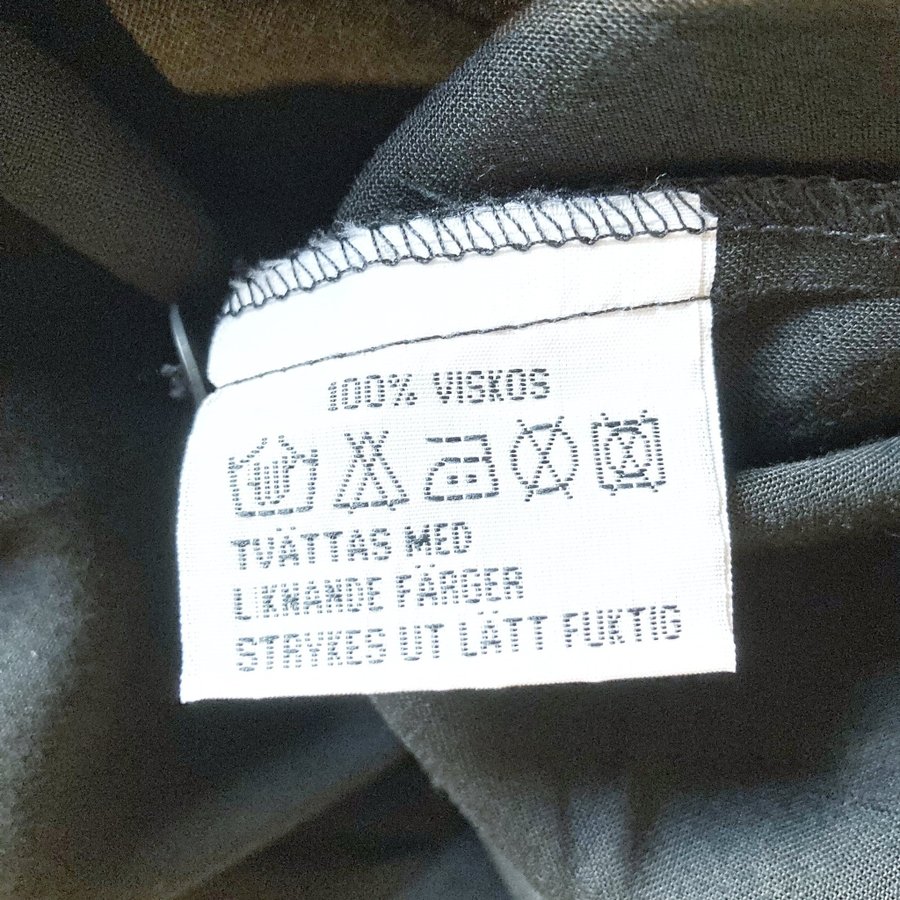 100% VISKOS
TVÄTTAS MED
LIKNANDE FÄRGER
STRYKES UT LÄTT FUKTIG